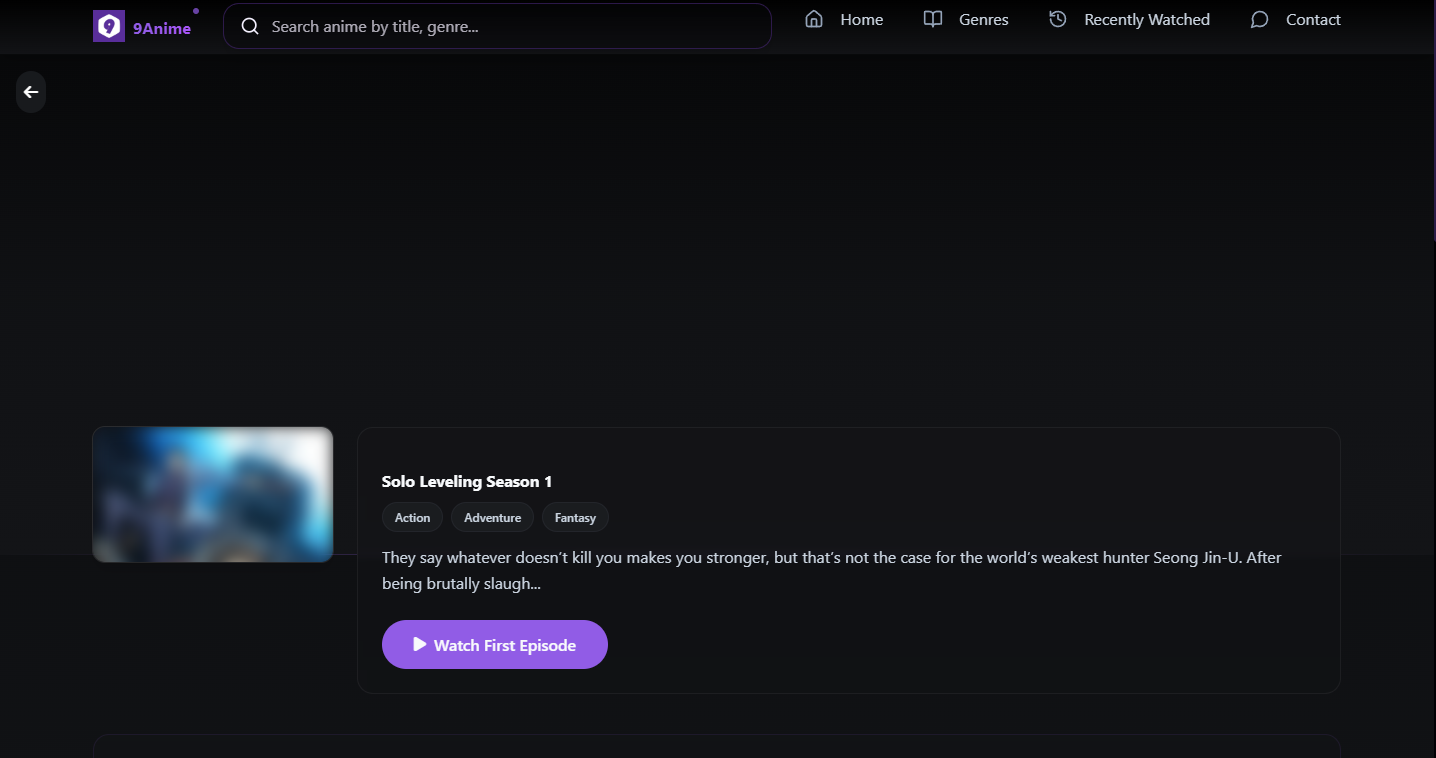 9Anime
Search anime by title, genre...
Home
Genres
Recently Watched
Contact
Solo Leveling Season 1
Action
Adventure
Fantasy
They say whatever doesn’t kill you makes you stronger, but that’s not the case for the world’s weakest hunter Seong Jin-U. After
being brutally slaugh...
Watch First Episode